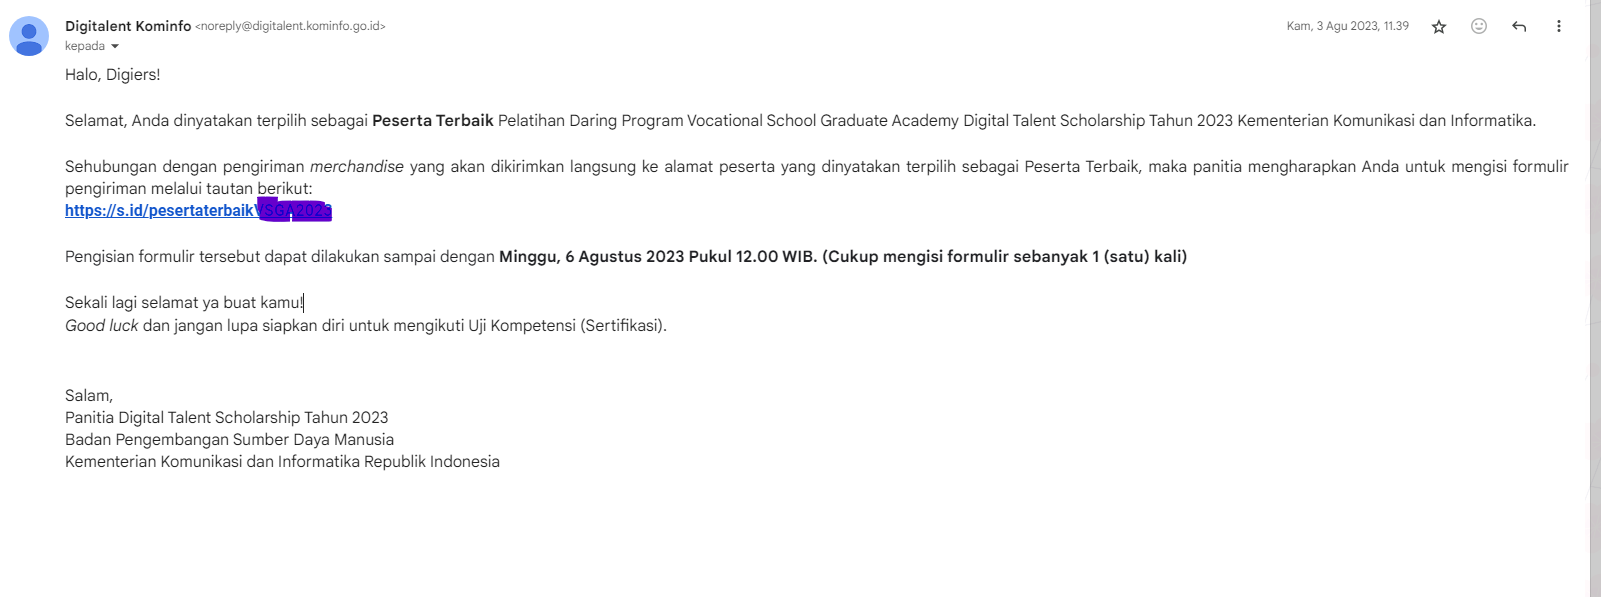 Digitalent Kominfo <noreply@digitalent.kominfo.go.id>
Kam, 3 Agu 2023, 11.39
kepada
Halo, Digiers!
Selamat, Anda dinyatakan terpilih sebagai Peserta Terbaik Pelatihan Daring Program Vocational School Graduate Academy Digital Talent Scholarship Tahun 2023 Kementerian Komunikasi dan Informatika.
Sehubungan dengan pengiriman merchandise yang akan dikirimkan langsung ke alamat peserta yang dinyatakan terpilih sebagai Peserta Terbaik, maka panitia mengharapkan Anda untuk mengisi formulir
pengiriman melalui tautan berikut:
https://s.id/pesertaterbaik
Pengisian formulir tersebut dapat dilakukan sampai dengan Minggu, 6 Agustus 2023 Pukul 12.00 WIB. (Cukup mengisi formulir sebanyak 1 (satu) kali)
Sekali lagi selamat ya buat kamu!
Good luck dan jangan lupa siapkan diri untuk mengikuti Uji Kompetensi (Sertifikasi).
Salam,
Panitia Digital Talent Scholarship Tahun 2023
Badan Pengembangan Sumber Daya Manusia
Kementerian Komunikasi dan Informatika Republik Indonesia